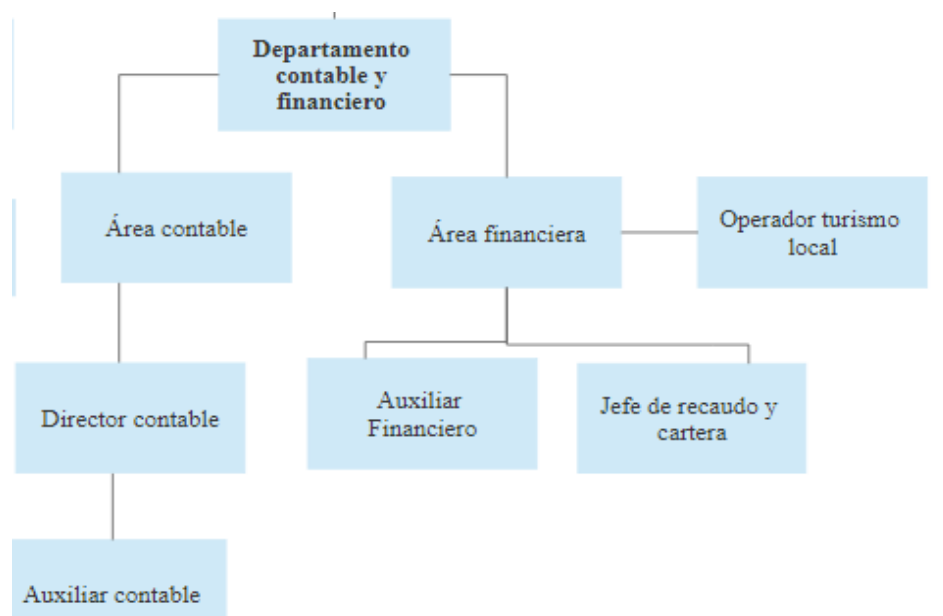 Departamento
contable y
financiero
Área contable
Área financiera
Operador turismo
local
Director contable
Auxiliar
Financiero
Jefe de recaudo y
cartera
Auxiliar contable